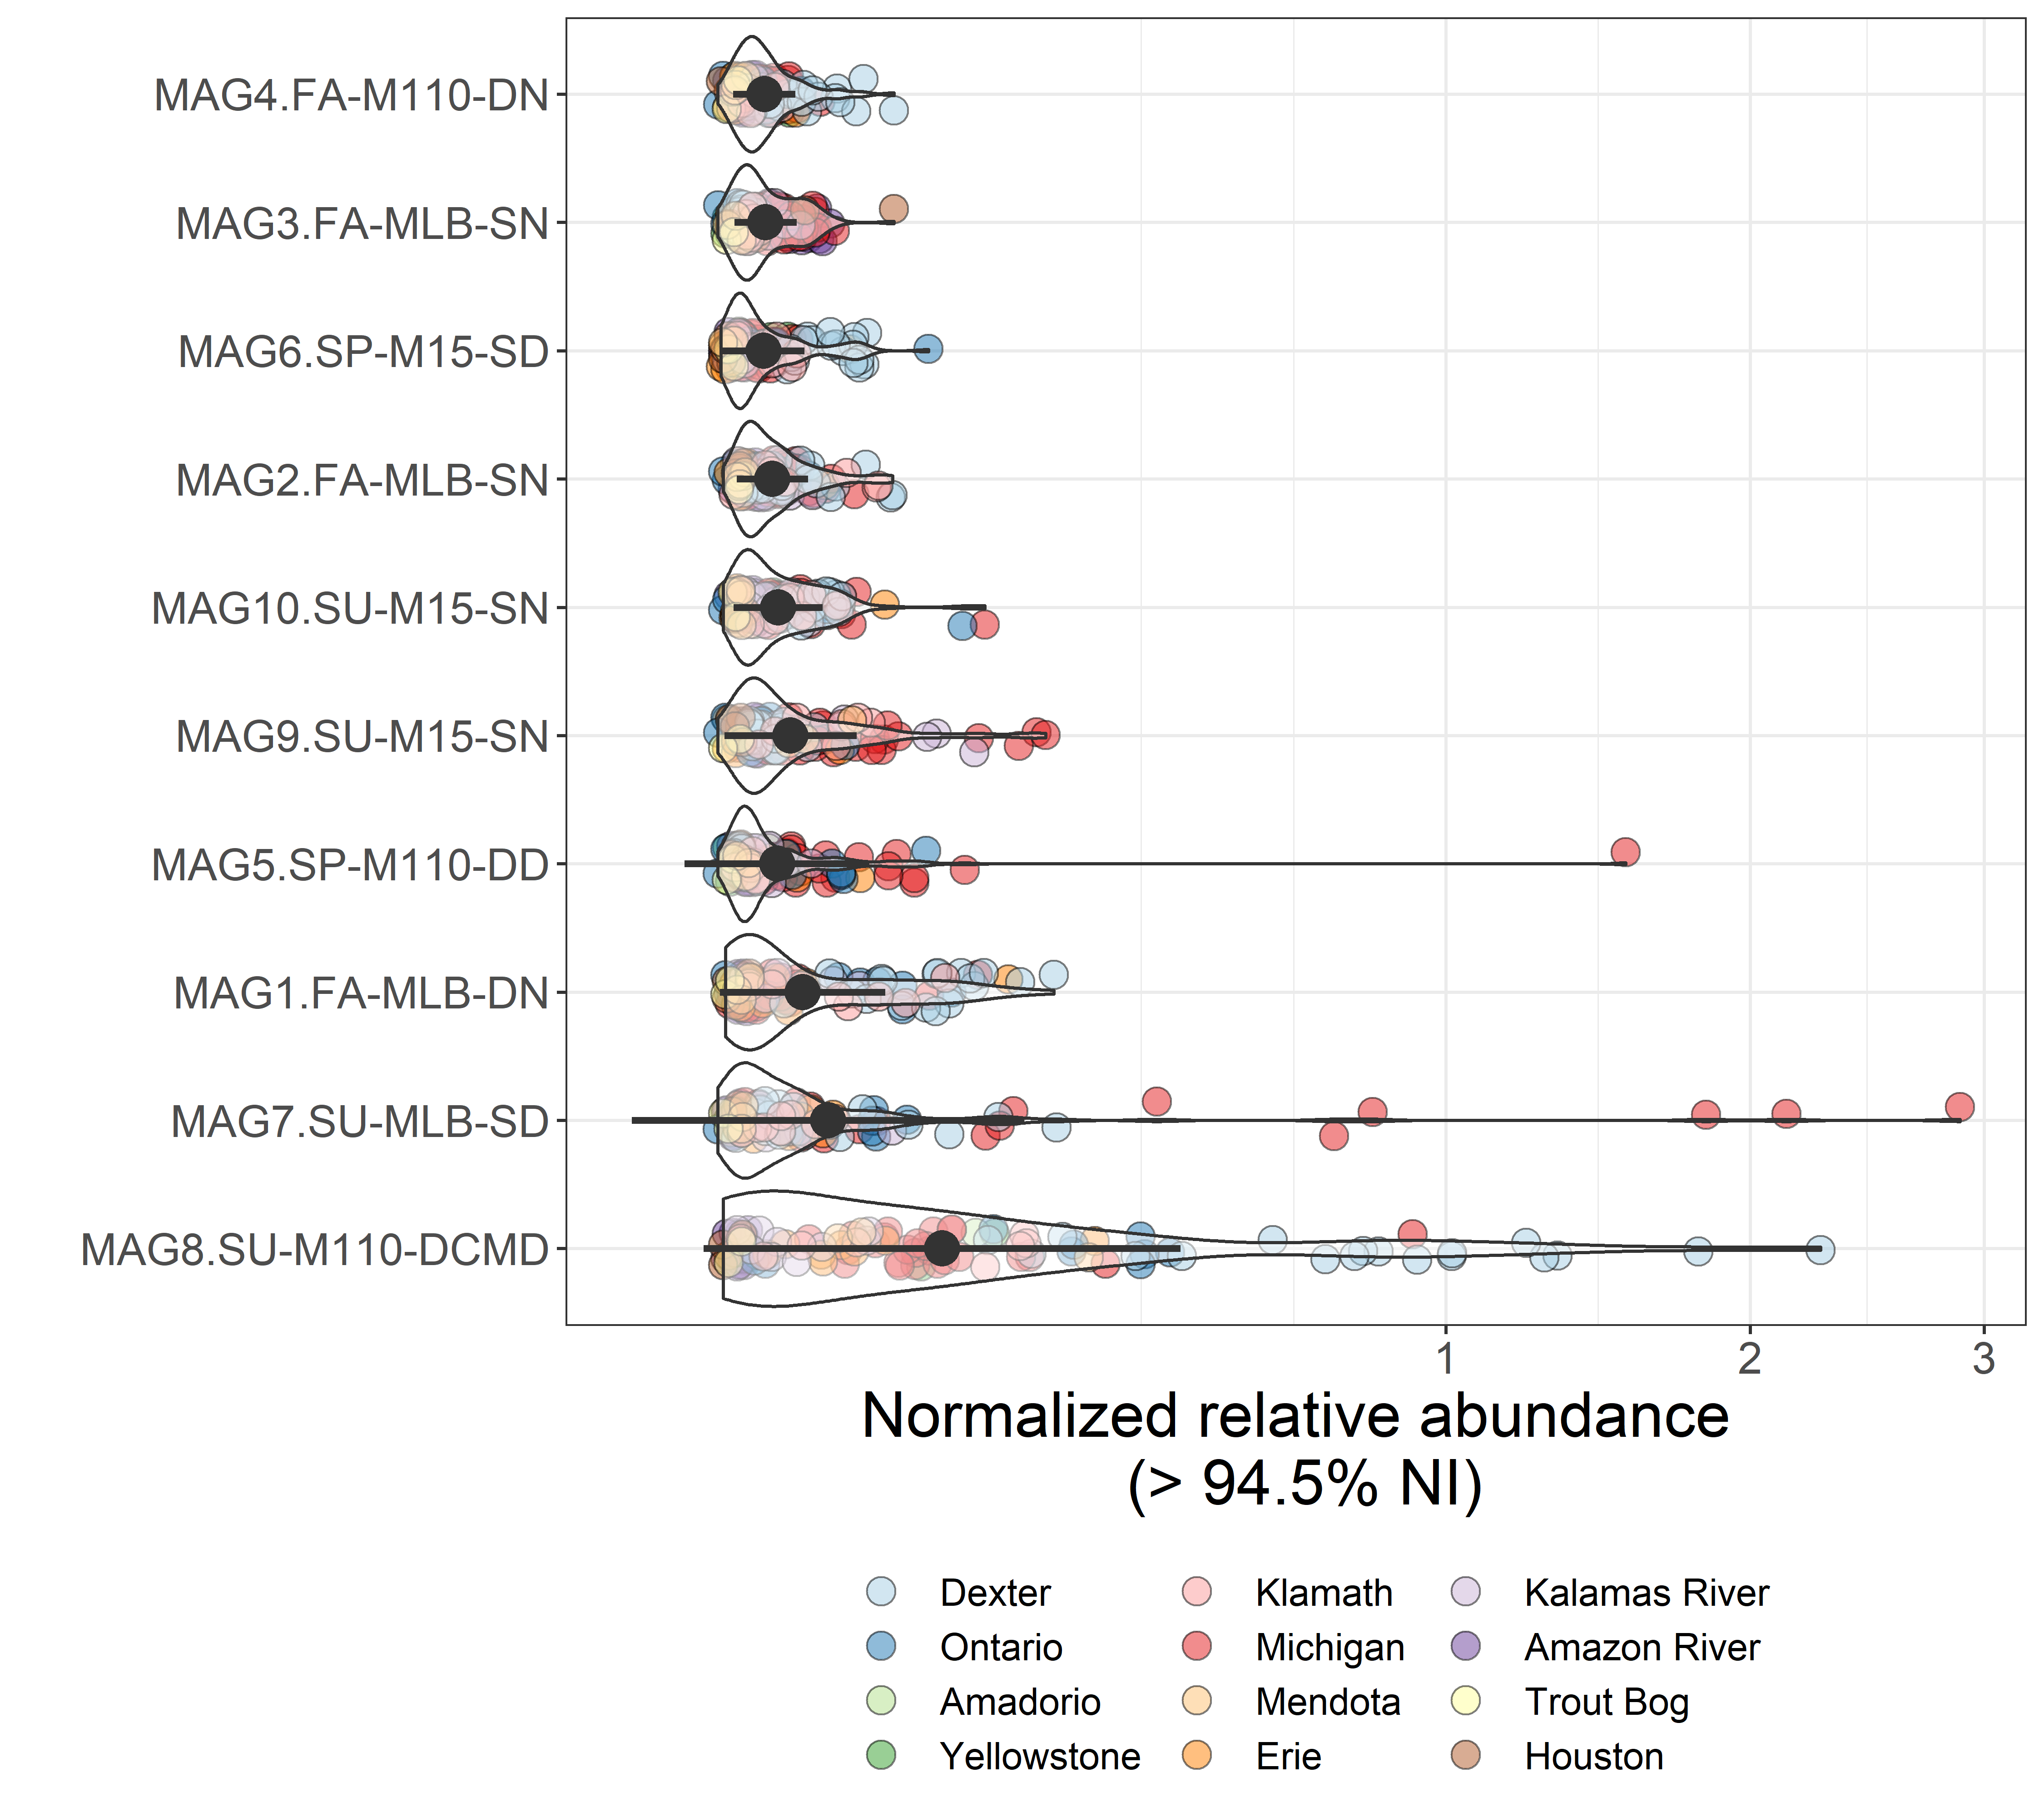 MAG4.FA-M110-DN
MAG3.FA-MLB-SN
MAG6.SP-M15-SD
MAG2.FA-MLB-SN
MAG10.SU-M15-SN
MAG9.SU-M15-SN
MAG5.SP-M110-DD
MAG1.FA-MLB-DN
MAG7.SU-MLB-SD
MAG8.SU-M110-DCMD
1 2 3
Normalized relative abundance
(> 94.5% NI)
Dexter Klamath Kalamas River
Ontario Michigan Amazon River
Amadorio Mendota Trout Bog
Yellowstone Erie Houston